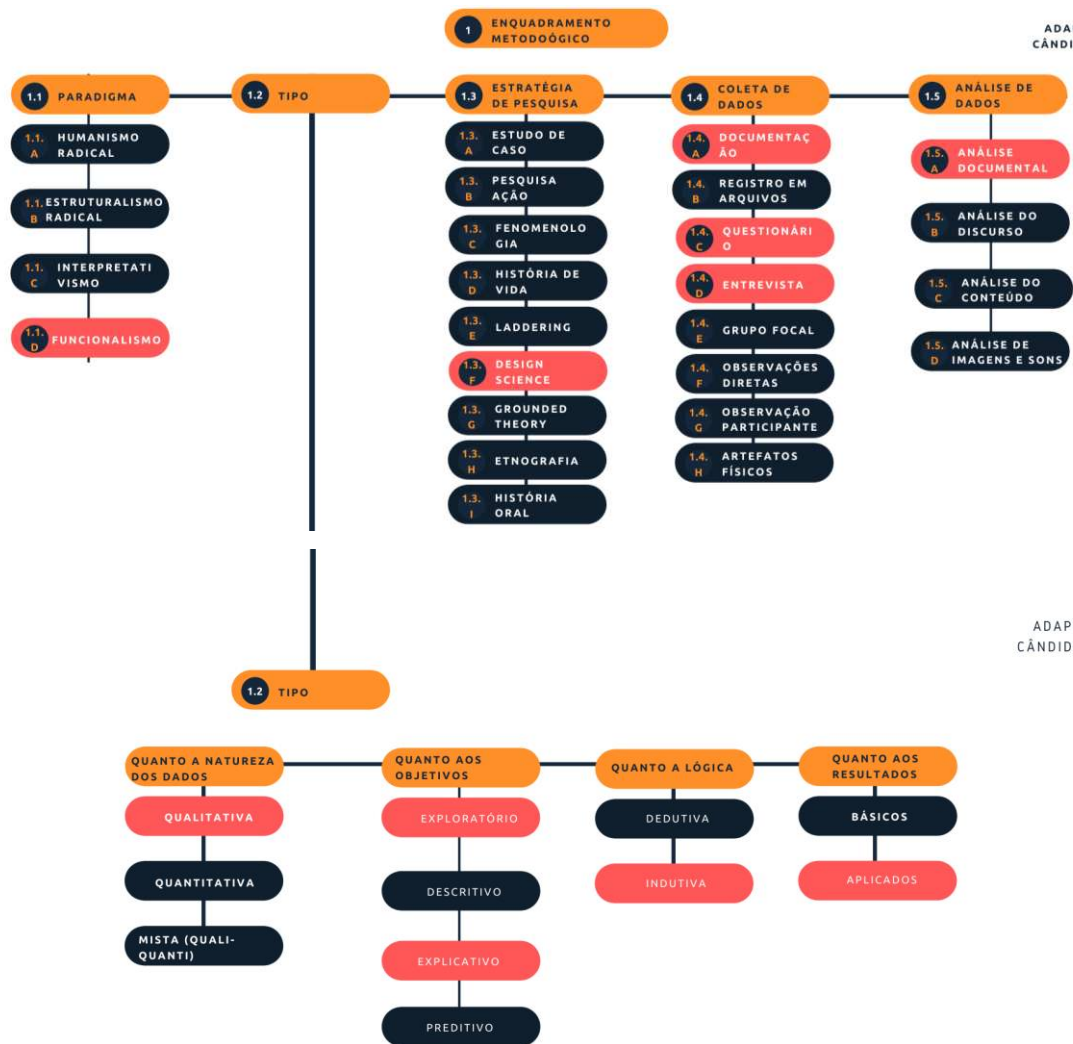 1 ENQUADRAMENTO
METODOÓGICO
ADA
CÂNDI
1.1 PARADIGMA
1.1. HUMANISMO
A RADICAL
1.1. ESTRUTURALISMO
B RADICAL
1.1. INTERPRETATI
C VISMO
1.1. FUNCIONALISMO
D
1.2 TIPO
1.3 ESTRATÉGIA
DE PESQUISA
1.3. ESTUDO DE
A CASO
1.3. PESQUISA
B AÇÃO
1.3. FENOMENOLO
C GIA
1.3. HISTÓRIA DE
D VIDA
1.3. LADDERING
E
1.3. DESIGN
F SCIENCE
1.3. GROUNDED
G THEORY
1.3. ETNOGRAFIA
H
1.3. HISTÓRIA
I ORAL
1.4 COLETA DE
DADOS
1.4. DOCUMENTAÇ
A ÃO
1.4. REGISTRO EM
B ARQUIVOS
1.4. QUESTIONÁRI
C O
1.4. ENTREVISTA
D
1.4. GRUPO FOCAL
E
1.4. OBSERVAÇÕES
F DIRETAS
1.4. OBSERVAÇÃO
G PARTICIPANTE
1.4. ARTEFATOS
H FÍSICOS
1.5 ANÁLISE DE
DADOS
1.5. ANÁLISE
A DOCUMENTAL
1.5. ANÁLISE DO
B DISCURSO
1.5. ANÁLISE DO
C CONTEÚDO
1.5. ANÁLISE DE
D IMAGENS E SONS
ADAP
CÂNDID
1.2 TIPO
QUANTO A NATUREZA
DOS DADOS
QUALITATIVA
QUANTITATIVA
MISTA (QUALI-
QUANTI)
QUANTO AOS
OBJETIVOS
EXPLORATÓRIO
DESCRITIVO
EXPLICATIVO
PREDITIVO
QUANTO A LÓGICA
DEDUTIVA
INDUTIVA
QUANTO AOS
RESULTADOS
BÁSICOS
APLICADOS